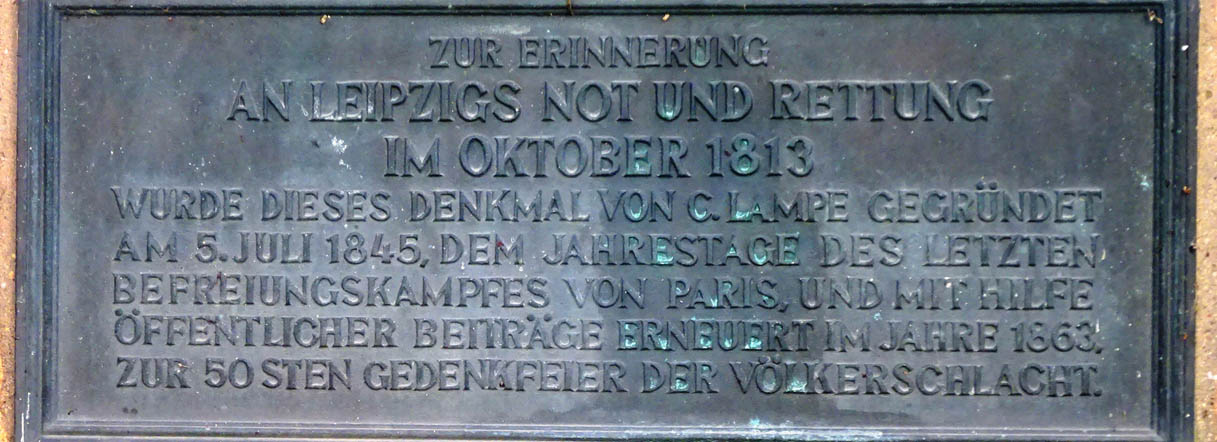 ZUR ERINNERUNG
AN LEIPZIGS NOT UND RETTUNG
IM OKTOBER 1813
WURDE DIESES DENKMAL VON C. LAMPE GEGRÜNDET
AM 5. JULI 1845, DEM JAHRESTAGE DES LETZTEN
BEFREIUNGSKAMPFES VON PARIS, UND MIT HILFE
ÖFFENTLICHER BEITRÄGE ERNEUERT IM JAHRE 1863,
ZUR 50 STEN GEDENKFEIER DER VÖLKERSCHLACHT.